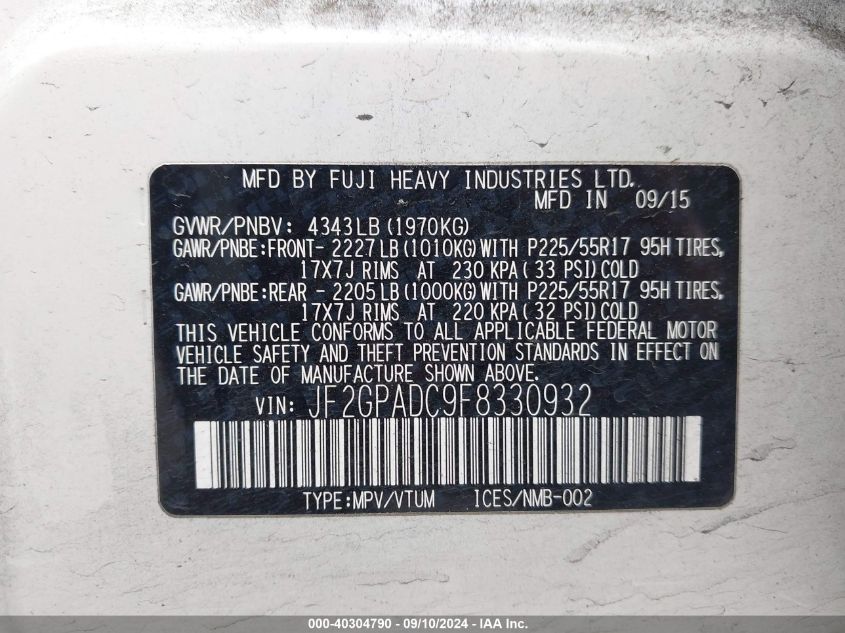 MFD BY FUJI HEAVY INDUSTRIES LTD.
MFD IN 09/15
GVWR/PNBV: 4343LB (1970KG)
GAWR/PNBE:FRONT- 2227LB (1010KG)WITH P225/55R17 95H TIRES,
17X7J RIMS AT 230 KPA( 33 PSI)COLD
GAWR/PNBE:REAR - 2205LB (1000KG)WITH P225/55R17 95H TIRES,
17X7J RIMS AT 220 KPA( 32 PSI)COLD
THIS VEHICLE CONFORMS TO ALL APPLICABLE FEDERAL MOTOR
VEHICLE SAFETY AND THEFT PREVENTION STANDARDS IN EFFECT ON
THE DATE OF MANUFACTURE SHOWN ABOVE.
VIN: JF2GPADC9F8330932
TYPE:MPV/VTUM ICES/NMB-002
000-40304790 - 09/10/2024 - IAA Inc.